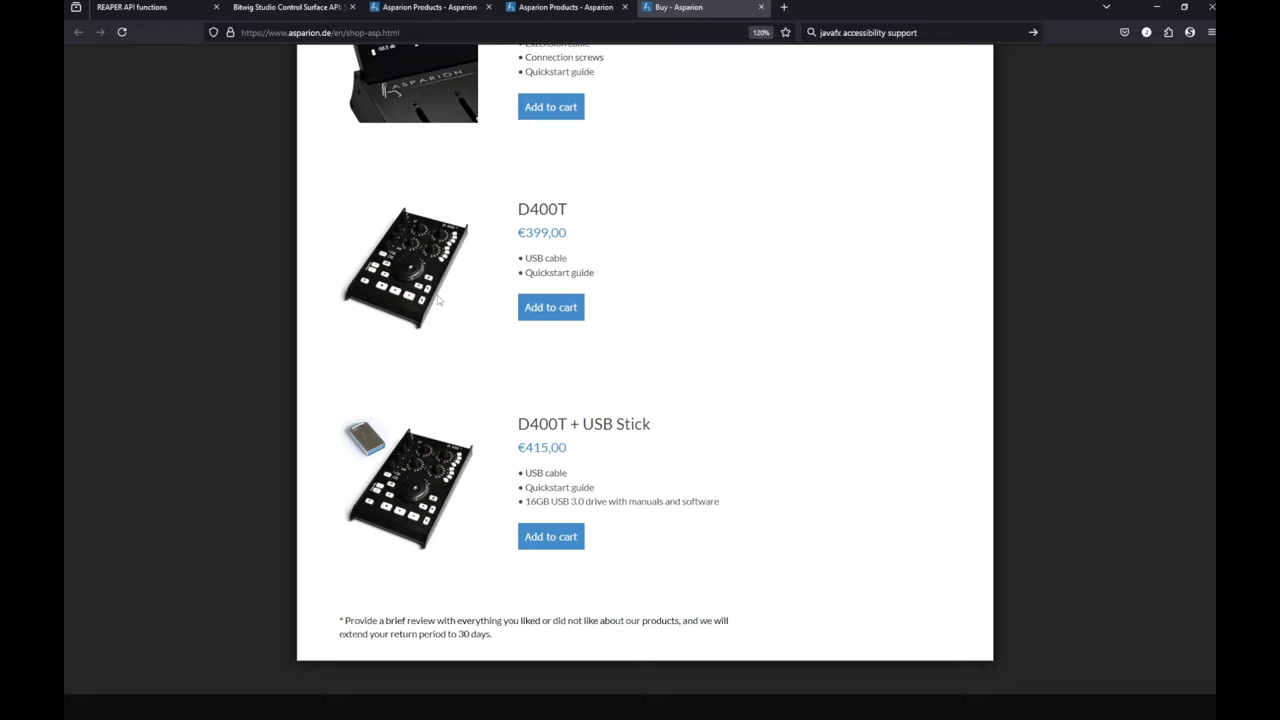 REAPER API functions
Bitwig Studio Control Surface API:
Asparion Products - Asparion
Asparion Products - Asparion
Buy - Asparion
https://www.asparion.de/en/shop-asp.html
120%
javafx accessibility support
• Extension cable
• Connection screws
• Quickstart guide
ASPARION
Add to cart
D400T
€399,00
• USB cable
• Quickstart guide
Add to cart
D400T + USB Stick
€415,00
• USB cable
• Quickstart guide
• 16GB USB 3.0 drive with manuals and software
Add to cart
* Provide a brief review with everything you liked or did not like about our products, and we will
extend your return period to 30 days.